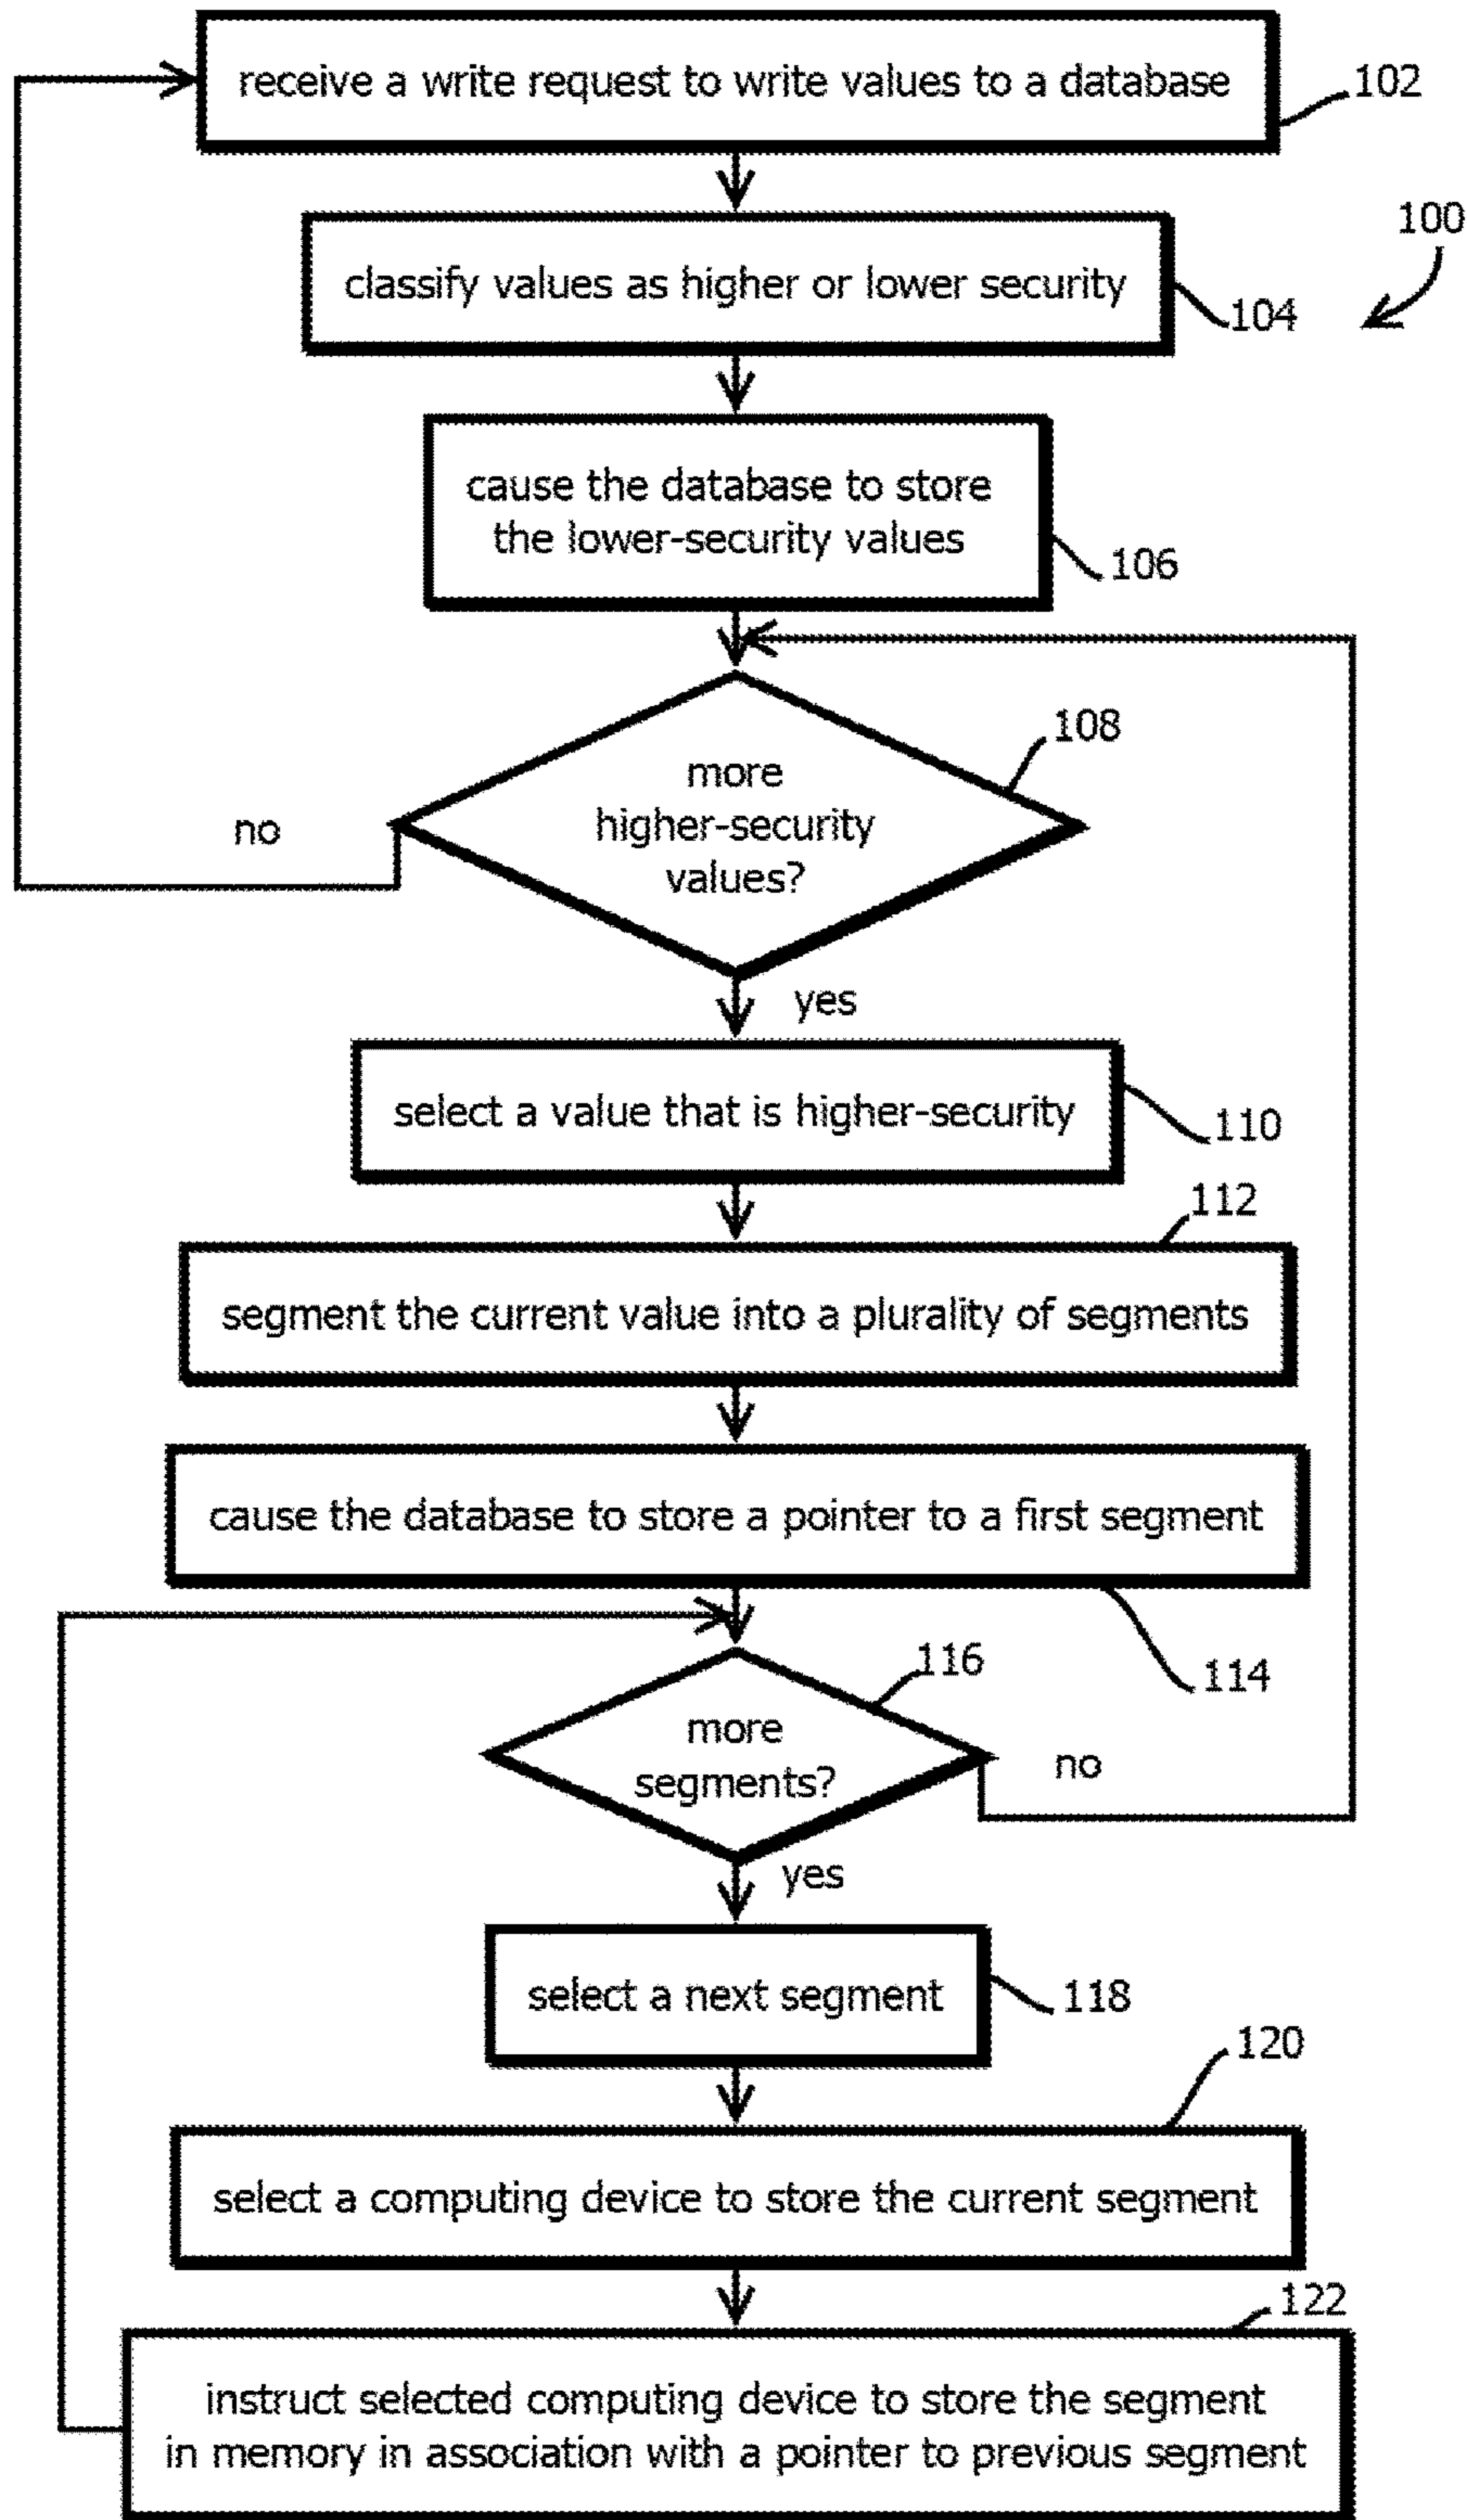 receive a write request to write values to a database
102
100
classify values as higher or lower security
104
cause the database to store
the lower-security values
106
108
more
higher-security
values?
no
yes
select a value that is higher-security
110
112
segment the current value into a plurality of segments
cause the database to store a pointer to a first segment
114
116
more
segments?
no
yes
select a next segment
118
120
select a computing device to store the current segment
122
instruct selected computing device to store the segment
in memory in association with a pointer to previous segment